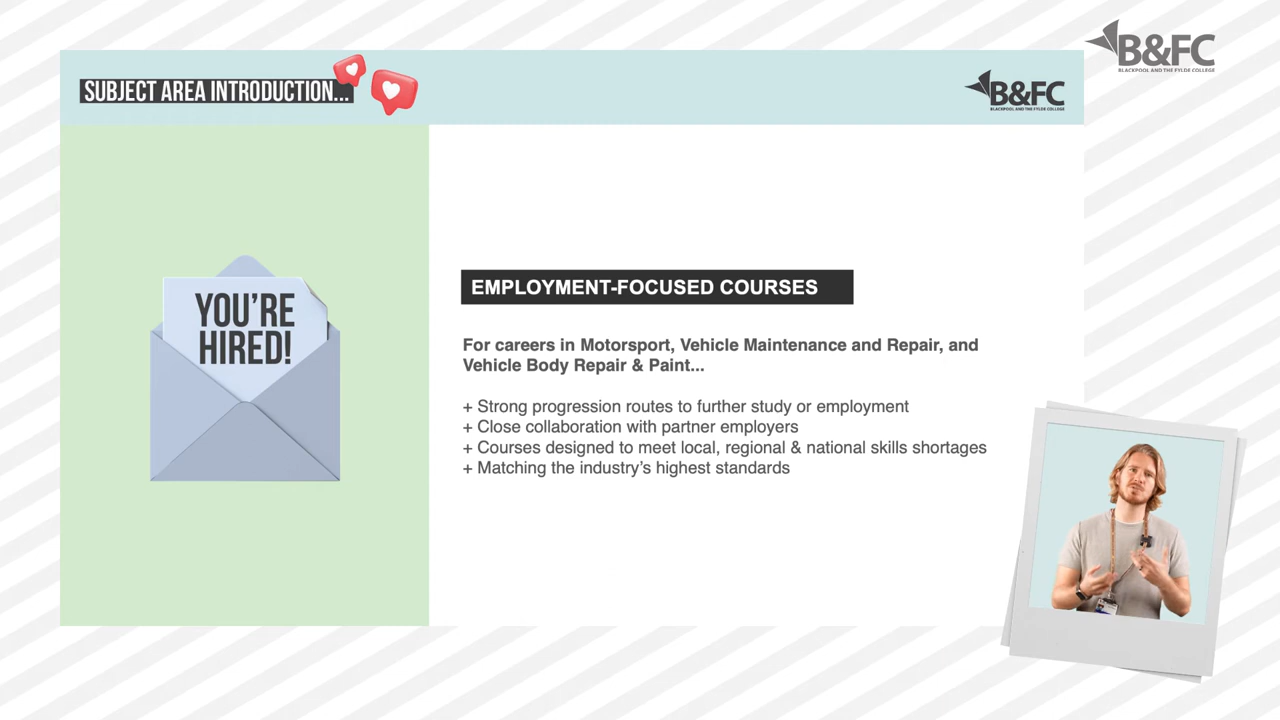 B&FC
BLACKPOOL AND THE FYLDE COLLEGE
SUBJECT AREA INTRODUCTION...
B&FC
BLACKPOOL AND THE FYLDE COLLEGE
YOU'RE
HIRED!
EMPLOYMENT-FOCUSED COURSES
For careers in Motorsport, Vehicle Maintenance and Repair, and
Vehicle Body Repair & Paint...
+ Strong progression routes to further study or employment
+ Close collaboration with partner employers
+ Courses designed to meet local, regional & national skills shortages
+ Matching the industry’s highest standards